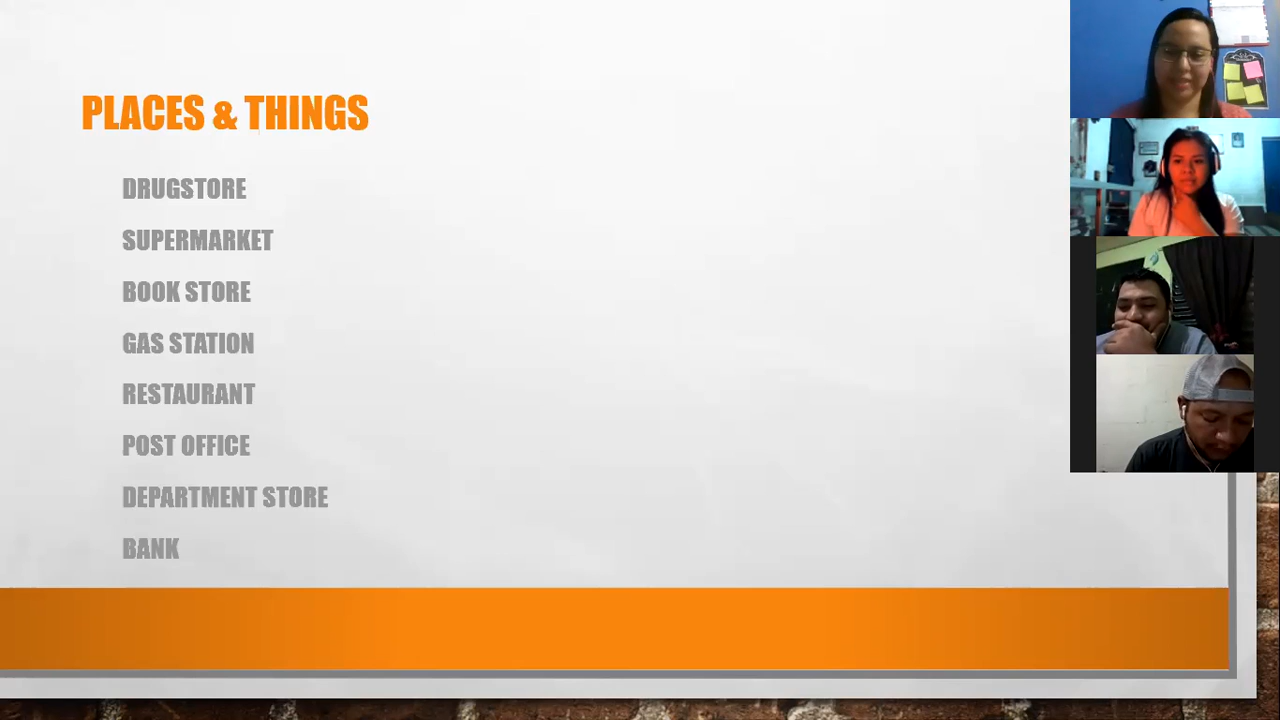 PLACES & THINGS
DRUGSTORE
SUPERMARKET
BOOK STORE
GAS STATION
RESTAURANT
POST OFFICE
DEPARTMENT STORE
BANK